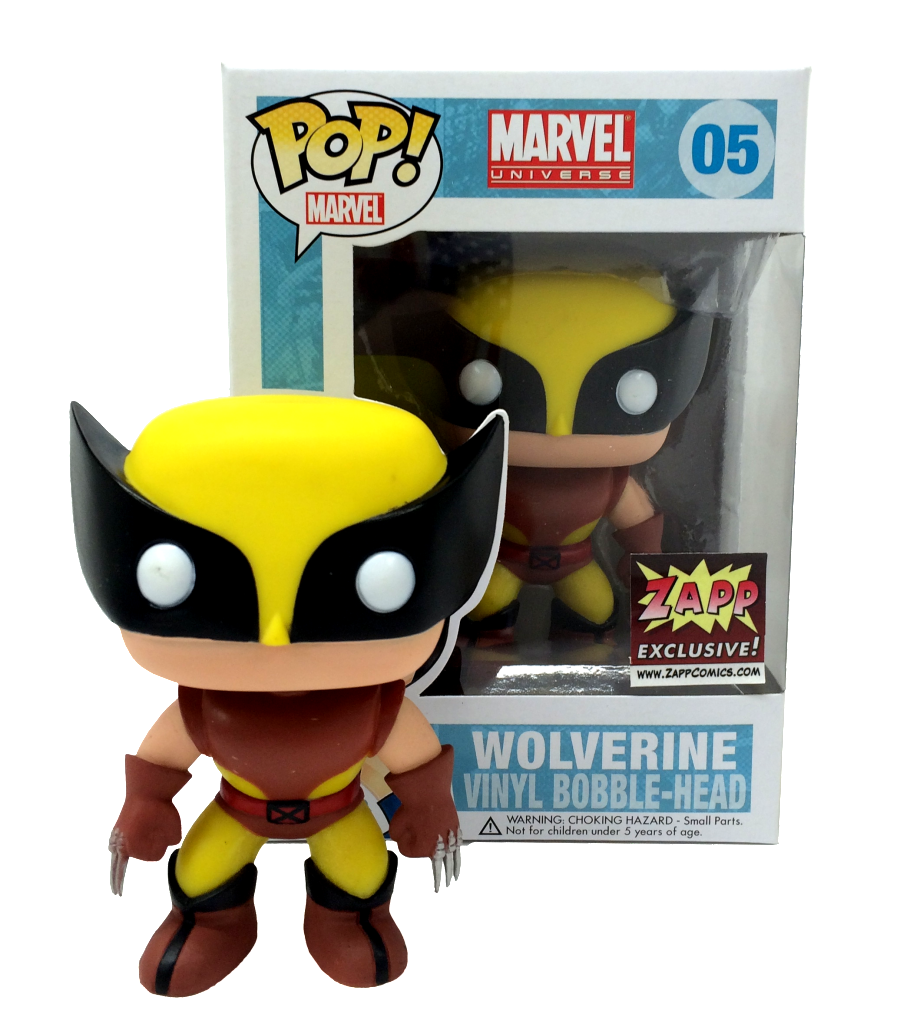 POP!
MARVEL
MARVEL
UNIVERSE
05
ZAPP
EXCLUSIVE!
www.ZAPPCOMICS.COM
WOLVERINE
VINYL BOBBLE-HEAD
WARNING: CHOKING HAZARD - Small Parts.
Not for children under 5 years of age.